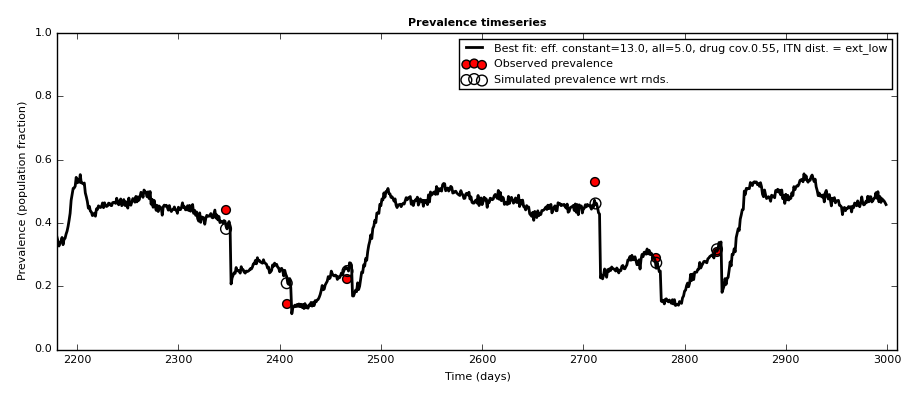 Prevalence timeseries
1.0
0.8
0.6
0.4
0.2
0.0
Prevalence (population fraction)
Best fit: eff. constant=13.0, all=5.0, drug cov.0.55, ITN dist. = ext_low
Observed prevalence
Simulated prevalence wrt rnds.
2200 2300 2400 2500 2600 2700 2800 2900 3000
Time (days)